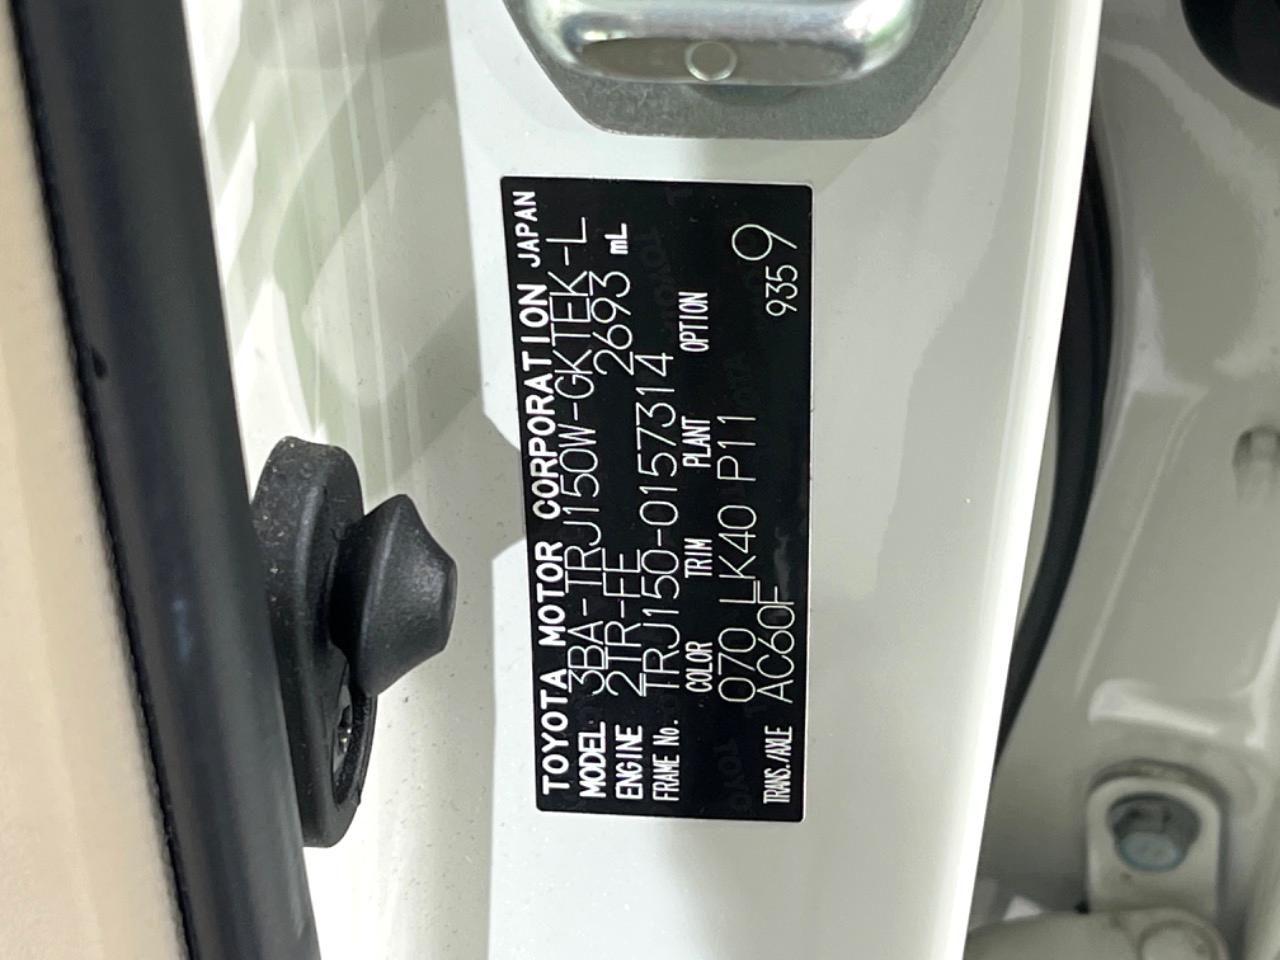 TOYOTA MOTOR CORPORATION JAPAN
MODEL 3BA-TRJ150W-GKTEK-L
ENGINE 2TR-FE 2693 mL
FRAME No. TRJ150-0157314
COLOR TRIM PLANT OPTION
070 LK40 P11
TRANS./AXLE AC60F 935 9